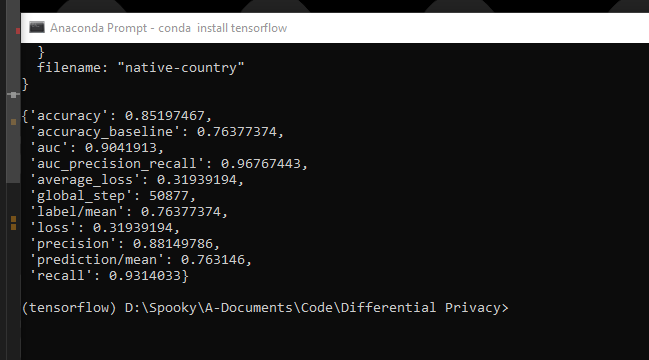 Anaconda Prompt - conda  install tensorflow
  }
  filename: "native-country"
}
{'accuracy': 0.85197467,
 'accuracy_baseline': 0.76377374,
 'auc': 0.9041913,
 'auc_precision_recall': 0.96767443,
 'average_loss': 0.31939194,
 'global_step': 50877,
 'label/mean': 0.76377374,
 'loss': 0.31939194,
 'precision': 0.88149786,
 'prediction/mean': 0.763146,
 'recall': 0.9314033}
(tensorflow) D:\Spooky\A-Documents\Code\Differential Privacy>